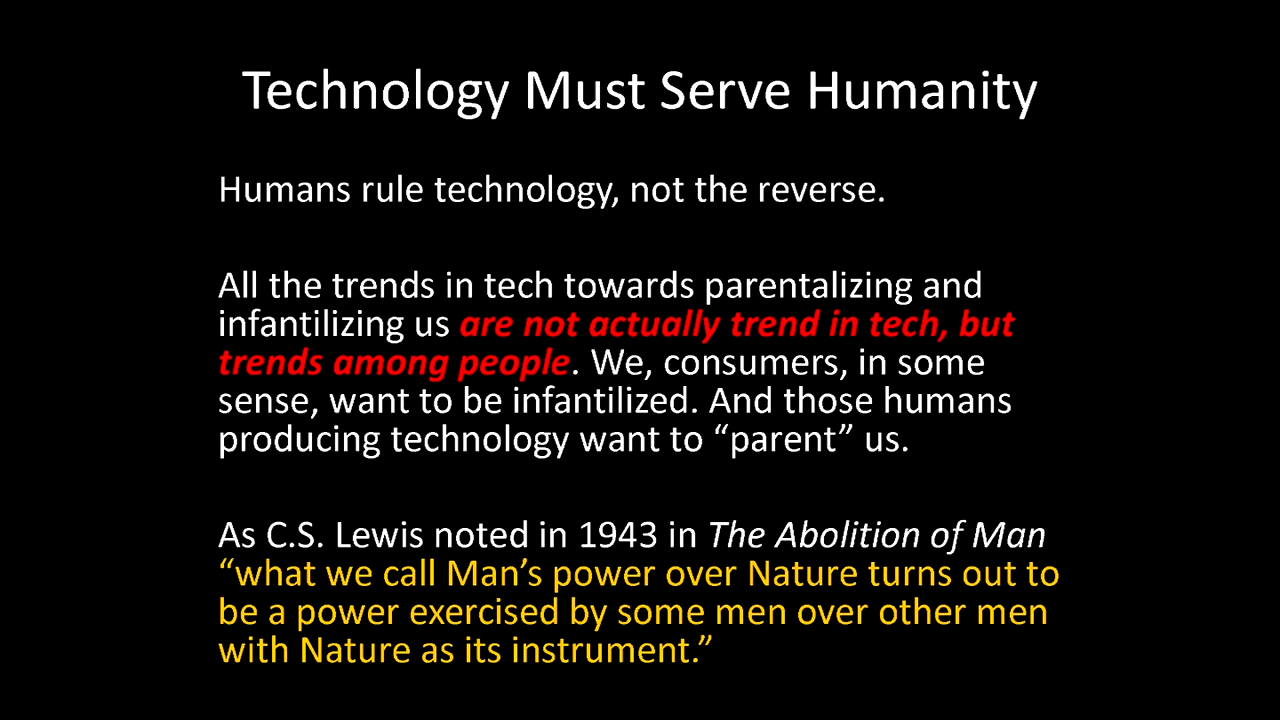 Technology Must Serve Humanity
Humans rule technology, not the reverse.
All the trends in tech towards parentalizing and
infantilizing us are not actually trend in tech, but
trends among people. We, consumers, in some
sense, want to be infantilized. And those humans
producing technology want to “parent” us.
As C.S. Lewis noted in 1943 in The Abolition of Man
“what we call Man’s power over Nature turns out to
be a power exercised by some men over other men
with Nature as its instrument.”